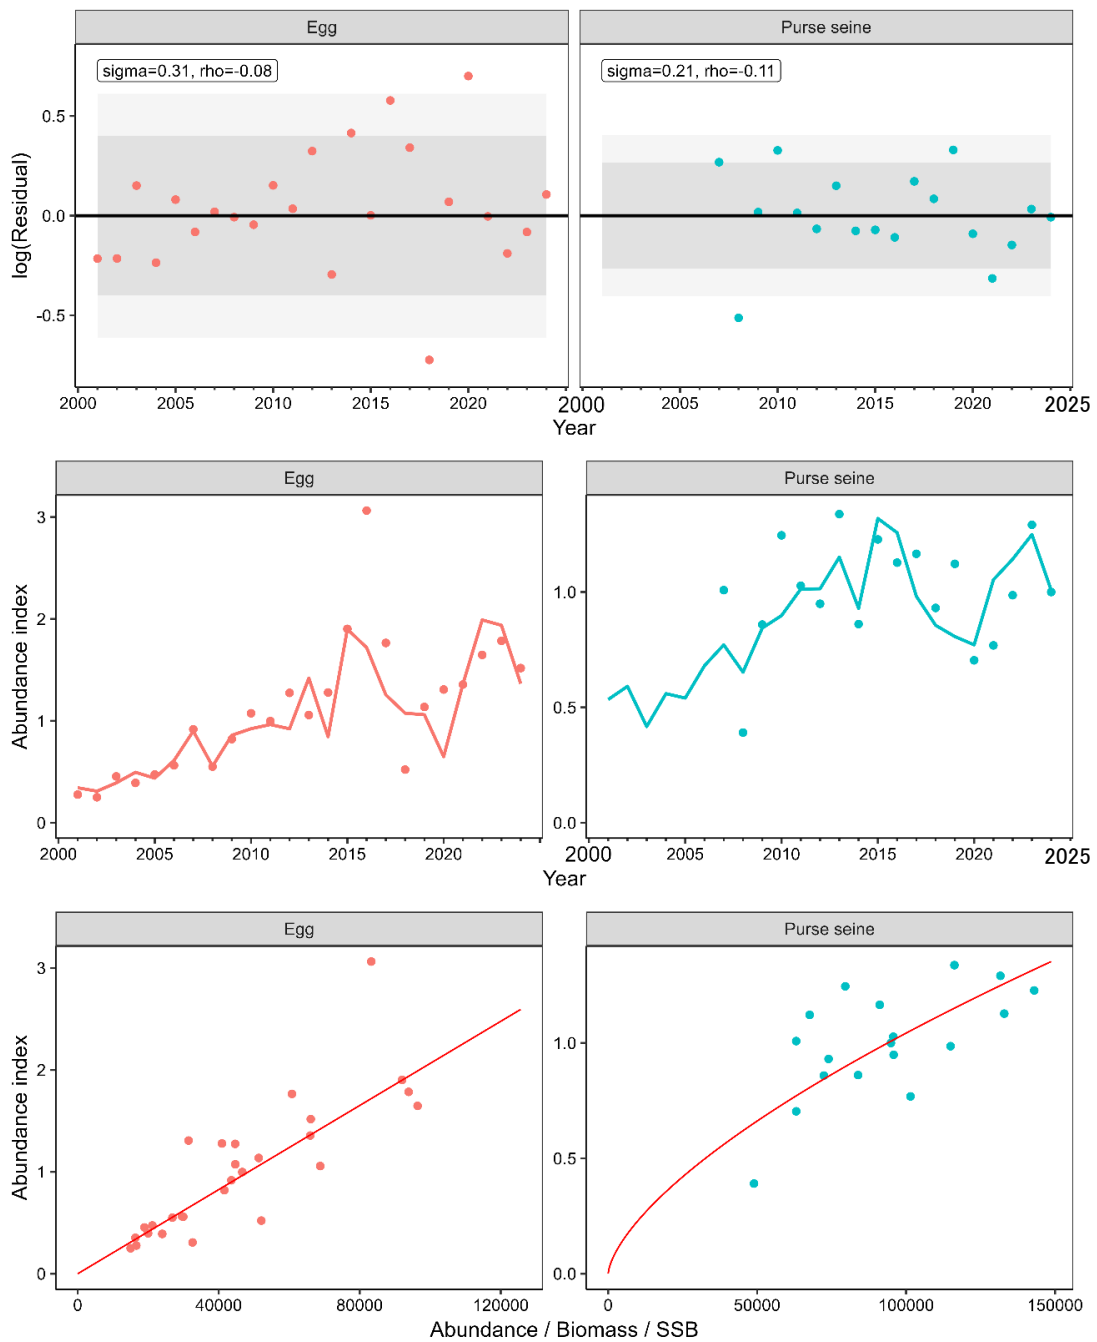 Egg
Purse seine
sigma=0.31, rho=-0.08
sigma=0.21, rho=-0.11
log(Residual)
0.5
0.0
-0.5
2000 2005 2010 2015 2020
2000 2005 2010 2015 2020 2025
Year
Egg
Purse seine
Abundance index
3
2
1
0
1.0
0.5
0.0
2000 2005 2010 2015 2020
2000 2005 2010 2015 2020 2025
Year
Egg
Purse seine
Abundance index
3
2
1
0
1.0
0.5
0.0
0 40000 80000 120000
0 50000 100000 150000
Abundance / Biomass / SSB